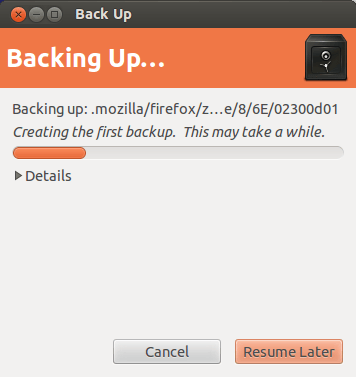 Back Up
Backing Up...
Backing up: .mozilla/firefox/z...e/8/6E/02300d01
Creating the first backup.  This may take a while.
Details
Cancel
Resume Later